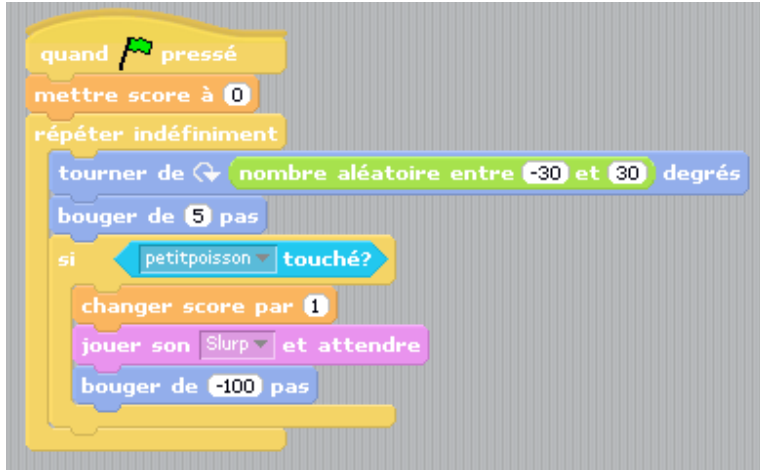 quand pressé
mettre score à 0
répéter indéfiniment
tourner de nombre aléatoire entre -30 et 30 degrés
bouger de 5 pas
si petitpoisson touché?
changer score par 1
jouer son Slurp et attendre
bouger de -100 pas